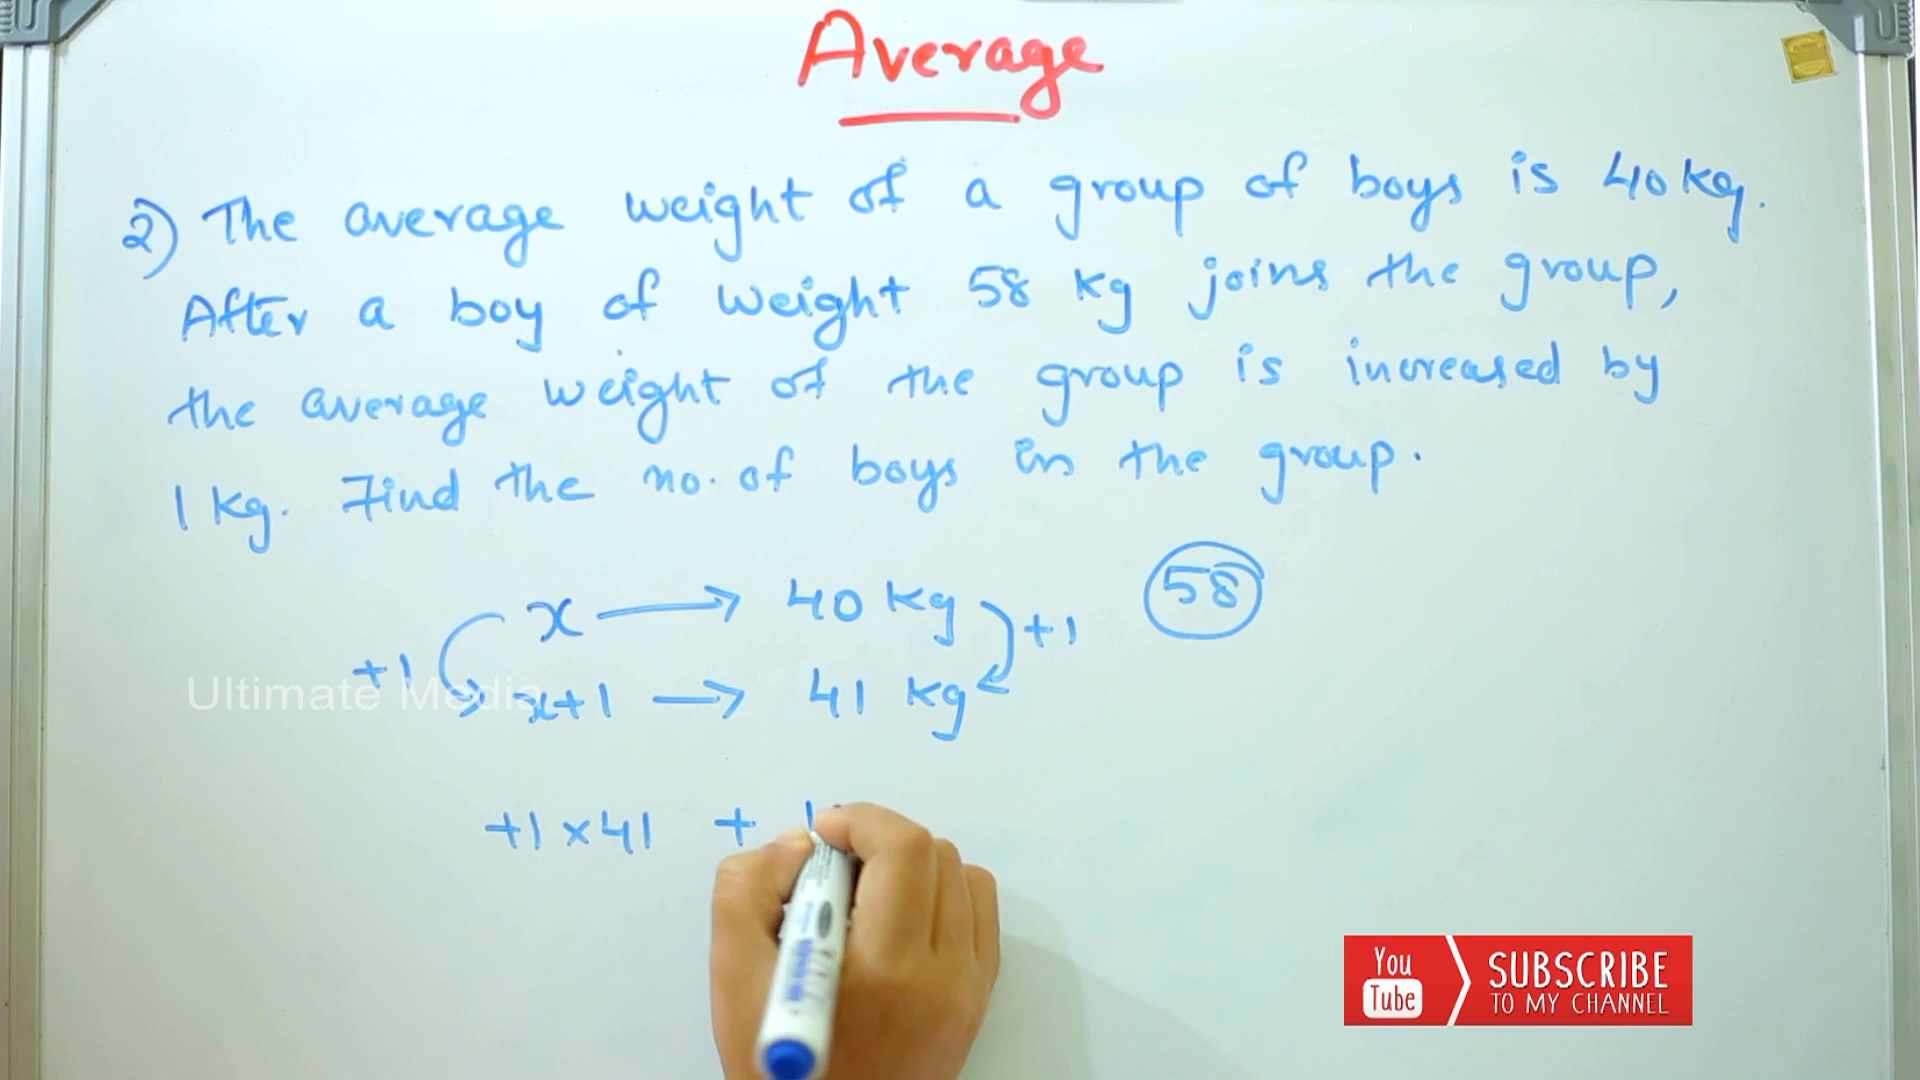 Average
2) The average weight of a group of boys is 40 kg.
After a boy of weight 58 kg joins the group,
the average weight of the group is increased by
1 kg. Find the no. of boys in the group.
x → 40 kg +1 58
+1 x+1 → 41 kg
Ultimate Media
+1 × 41 + 1
You Tube SUBSCRIBE
TO MY CHANNEL